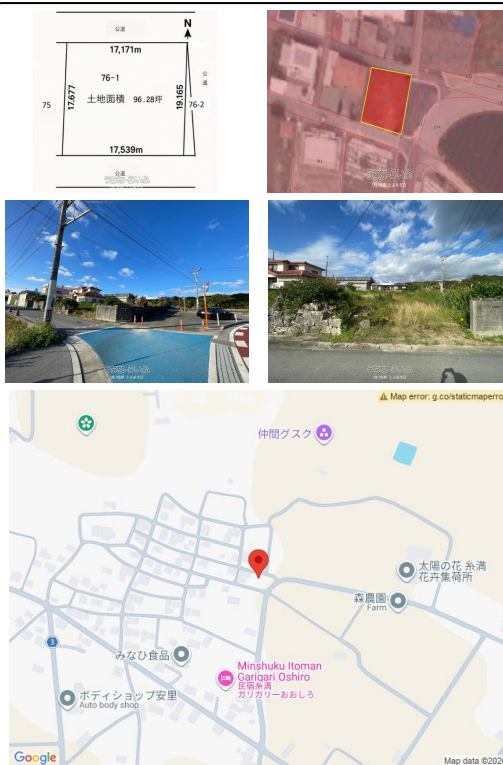 公道
N
17,171m
公
道
76-1
75
17,677
土地面積 96.28坪
19,165
76-2
17,539m
公道
Map error: g.co/staticmaperro
仲間グスク
太陽の花 糸満
花卉集荷所
森農園
Farm
3
みなひ食品
Minshuku Itoman
Garigari Oshiro
民宿糸満
ガリガリーおおしろ
ボディショップ安里
Auto body shop
Google
Map data ©202